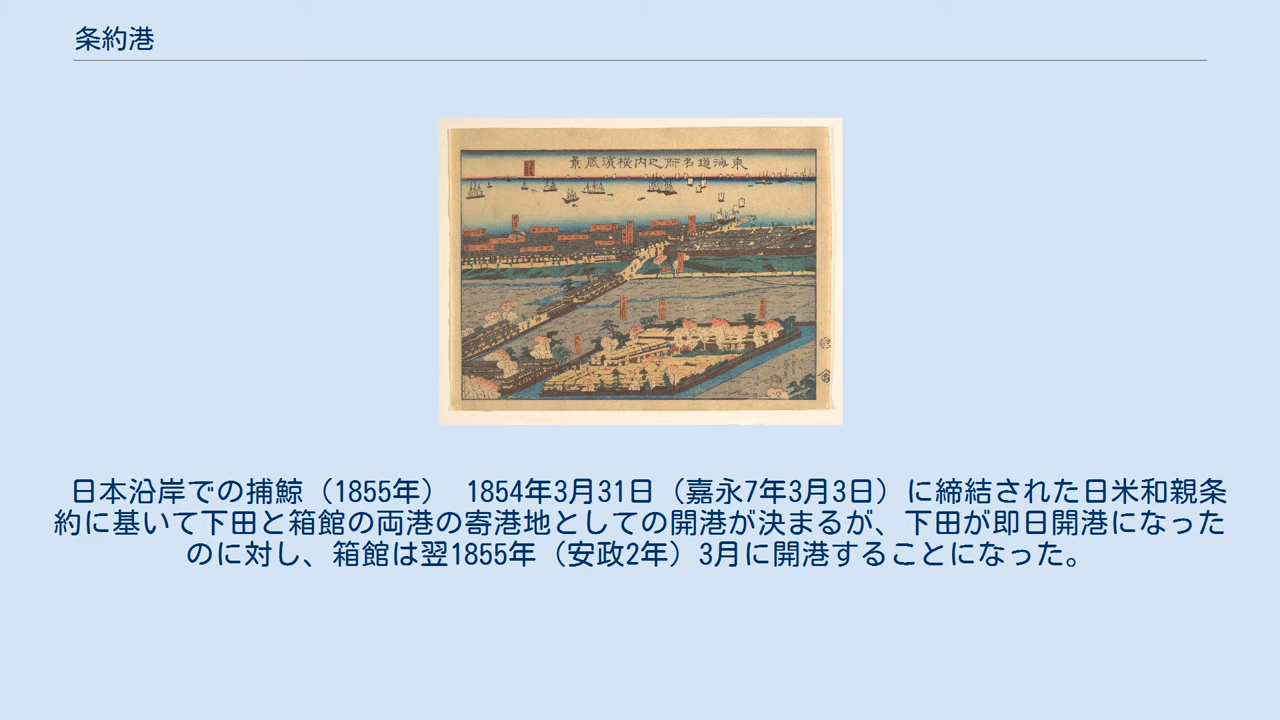 条約港
東海道名所之内横濱風景
日本沿岸での捕鯨（1855年） 1854年3月31日（嘉永7年3月3日）に締結された日米和親条
約に基いて下田と箱館の両港の寄港地としての開港が決まるが、下田が即日開港になった
のに対し、箱館は翌1855年（安政2年）3月に開港することになった。